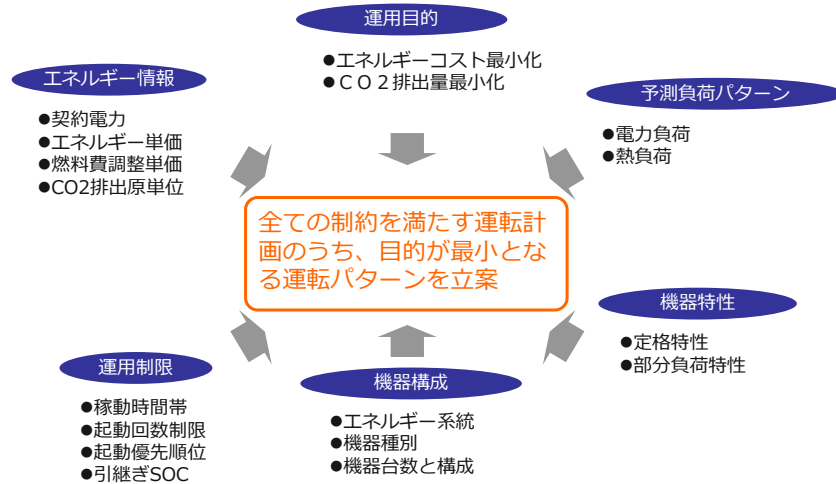 運用目的
●エネルギーコスト最小化
●ＣＯ２排出量最小化
エネルギー情報
●契約電力
●エネルギー単価
●燃料費調整単価
●CO2排出原単位
予測負荷パターン
●電力負荷
●熱負荷
全ての制約を満たす運転計
画のうち、目的が最小とな
る運転パターンを立案
運用制限
●稼動時間帯
●起動回数制限
●起動優先順位
●引継ぎSOC
機器構成
●エネルギー系統
●機器種別
●機器台数と構成
機器特性
●定格特性
●部分負荷特性